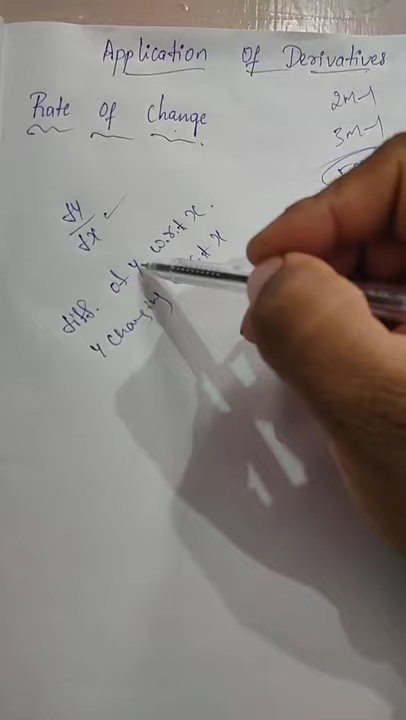 Application Of Derivatives
Rate Of Change
2M-1
3M-1
dy
dx ✓
diff. of y w.r.t x.
y changing r.t x